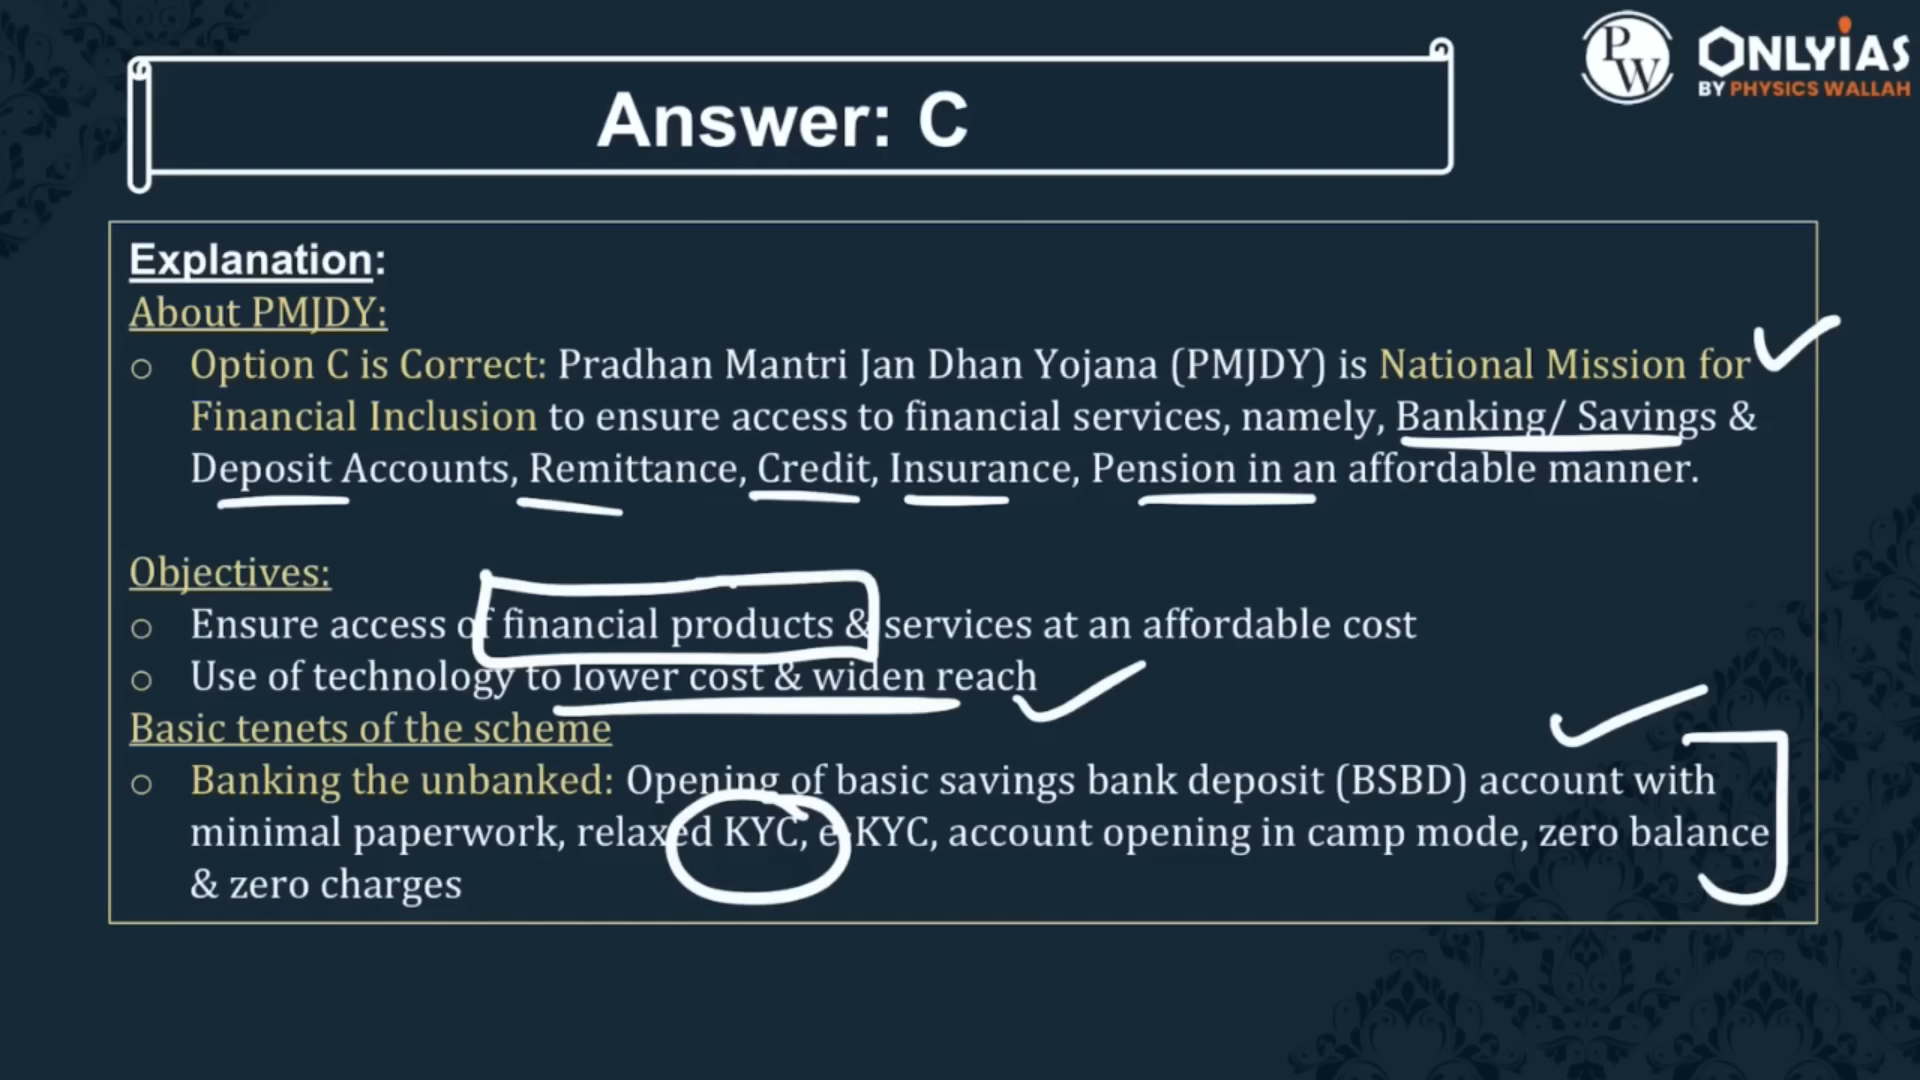 PW
ONLYIAS
BY PHYSICS WALLAH
Answer: C
Explanation:
About PMJDY:
○ Option C is Correct: Pradhan Mantri Jan Dhan Yojana (PMJDY) is National Mission for
Financial Inclusion to ensure access to financial services, namely, Banking/ Savings &
Deposit Accounts, Remittance, Credit, Insurance, Pension in an affordable manner.
Objectives:
○ Ensure access of financial products & services at an affordable cost
○ Use of technology to lower cost & widen reach
Basic tenets of the scheme
○ Banking the unbanked: Opening of basic savings bank deposit (BSBD) account with
minimal paperwork, relaxed KYC, e-KYC, account opening in camp mode, zero balance
& zero charges